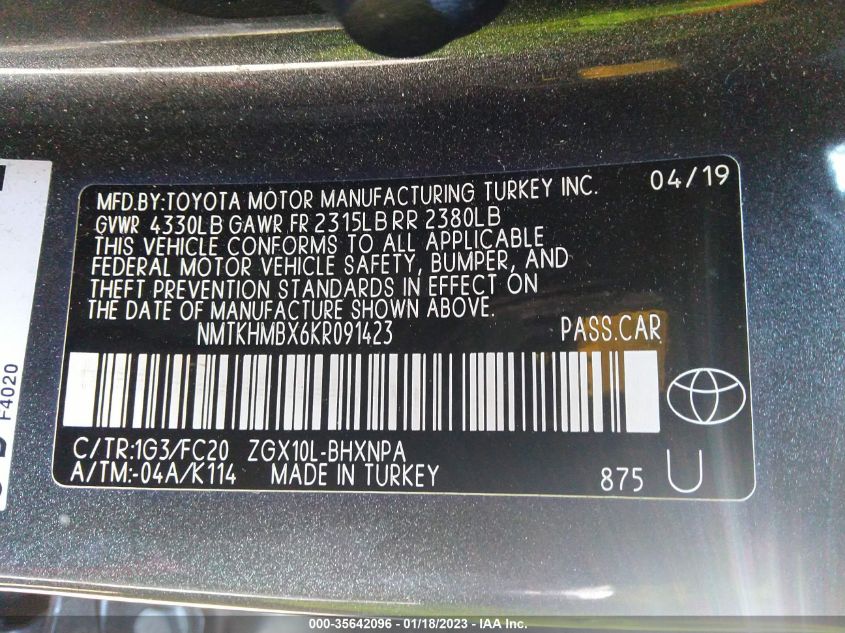 MFD.BY:TOYOTA MOTOR MANUFACTURING TURKEY INC. 04/19
GVWR 4330LB GAWR FR 2315LB RR 2380LB
THIS VEHICLE CONFORMS TO ALL APPLICABLE
FEDERAL MOTOR VEHICLE SAFETY, BUMPER, AND
THEFT PREVENTION STANDARDS IN EFFECT ON
THE DATE OF MANUFACTURE SHOWN ABOVE.
NMTKHMBX6KR091423 PASS.CAR
C/TR:1G3/FC20 ZGX10L-BHXNPA
A/TM:-04A/K114 MADE IN TURKEY 875 U
F4020
000-35642096 - 01/18/2023 - IAA Inc.